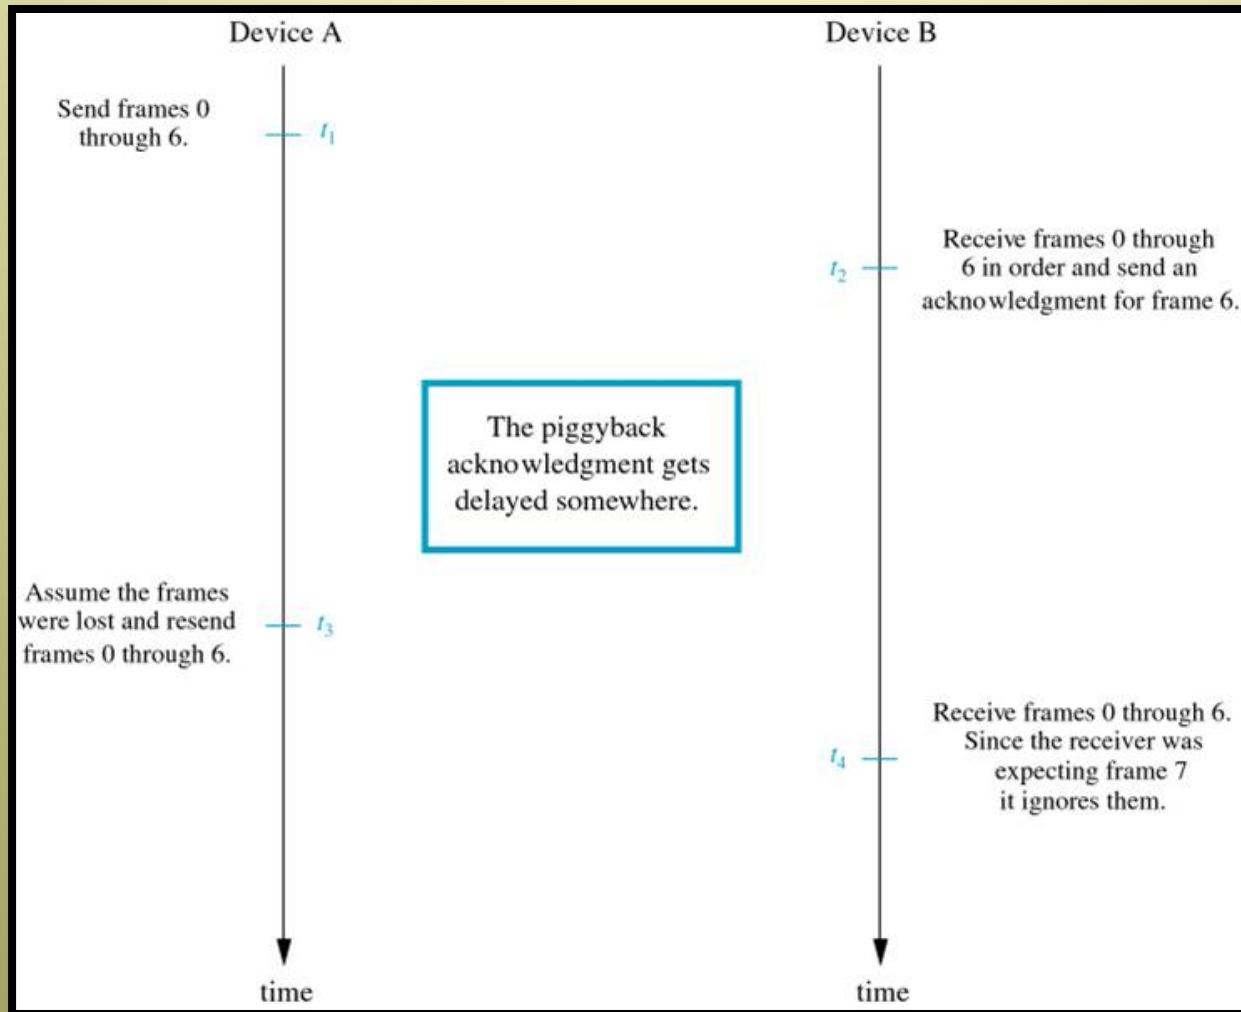 Device A
Device B
Send frames 0
through 6.
t1
Receive frames 0 through
6 in order and send an
acknowledgment for frame 6.
t2
The piggyback
acknowledgment gets
delayed somewhere.
Assume the frames
were lost and resend
frames 0 through 6.
t3
Receive frames 0 through 6.
Since the receiver was
expecting frame 7
it ignores them.
t4
time
time